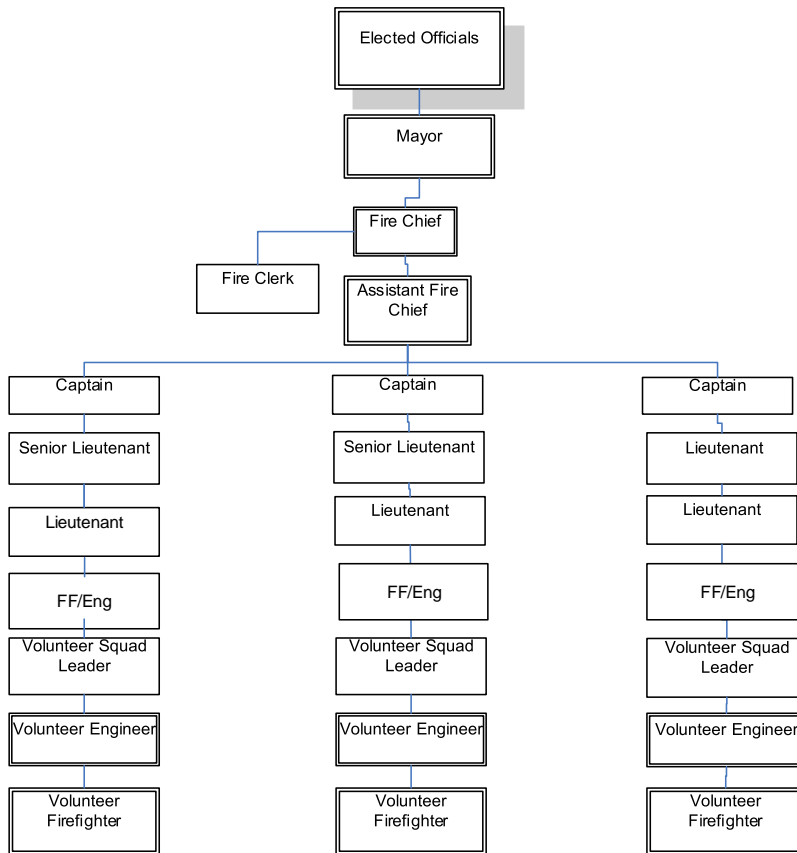 Elected Officials
Mayor
Fire Chief
Fire Clerk
Assistant Fire
Chief
Captain
Captain
Captain
Senior Lieutenant
Senior Lieutenant
Lieutenant
Lieutenant
Lieutenant
Lieutenant
FF/Eng
FF/Eng
FF/Eng
Volunteer Squad
Leader
Volunteer Squad
Leader
Volunteer Squad
Leader
Volunteer Engineer
Volunteer Engineer
Volunteer Engineer
Volunteer
Firefighter
Volunteer
Firefighter
Volunteer
Firefighter